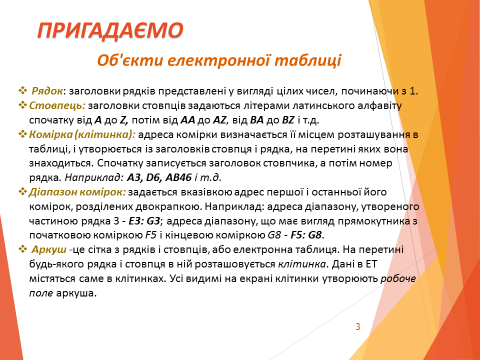 ПРИГАДАЄМО
Об'єкти електронної таблиці
❖ Рядок: заголовки рядків представлені у вигляді цілих чисел, починаючи з 1.
❖ Стовпець: заголовки стовпців задаються літерами латинського алфавіту
спочатку від A до Z, потім від AA до AZ, від BA до BZ і т.д.
❖ Комірка (клітинка): адреса комірки визначається її місцем розташування в
таблиці, і утворюється із заголовків стовпця і рядка, на перетині яких вона
знаходиться. Спочатку записується заголовок стовпчика, а потім номер
рядка. Наприклад: A3, D6, AB46 і т.д.
❖ Діапазон комірок: задається вказівкою адрес першої і останньої його
комірок, розділених двокрапкою. Наприклад: адреса діапазону, утвореного
частиною рядка 3 - E3: G3; адреса діапазону, що має вигляд прямокутника з
початковою коміркою F5 і кінцевою коміркою G8 - F5: G8.
❖ Аркуш -це сітка з рядків і стовпців, або електронна таблиця. На перетині
будь-якого рядка і стовпця в ній розташовується клітинка. Дані в ЕТ
містяться саме в клітинках. Усі видимі на екрані клітинки утворюють робоче
поле аркуша.
3